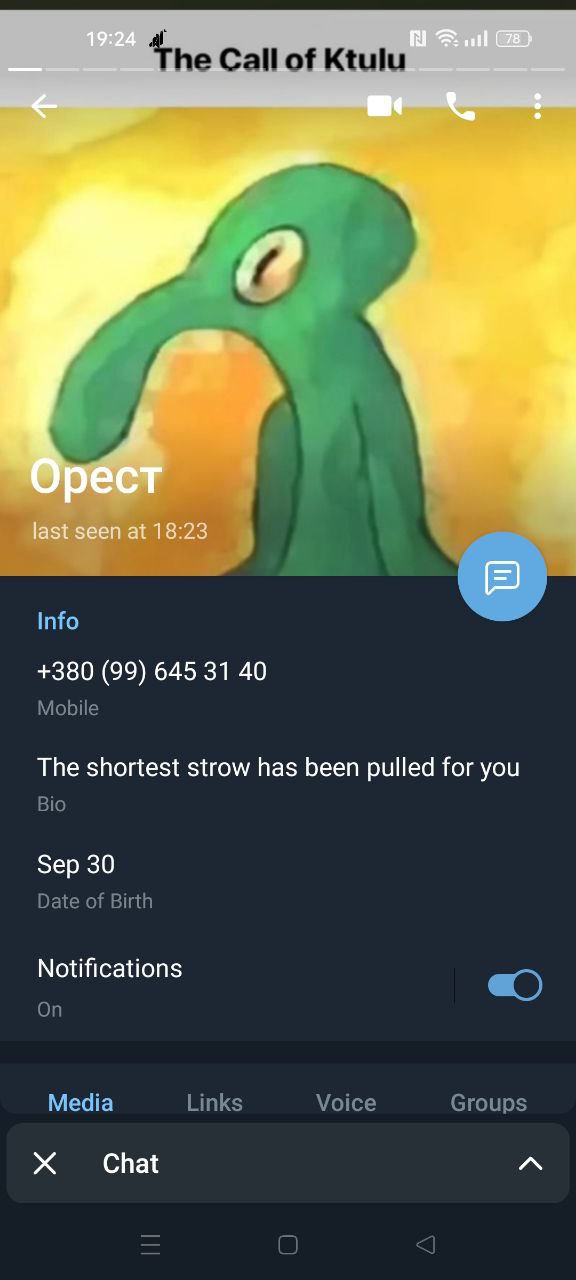 19:24
78
The Call of Ktulu
Орест
last seen at 18:23
Info
+380 (99) 645 31 40
Mobile
The shortest strow has been pulled for you
Bio
Sep 30
Date of Birth
Notifications
On
Media Links Voice Groups
Chat